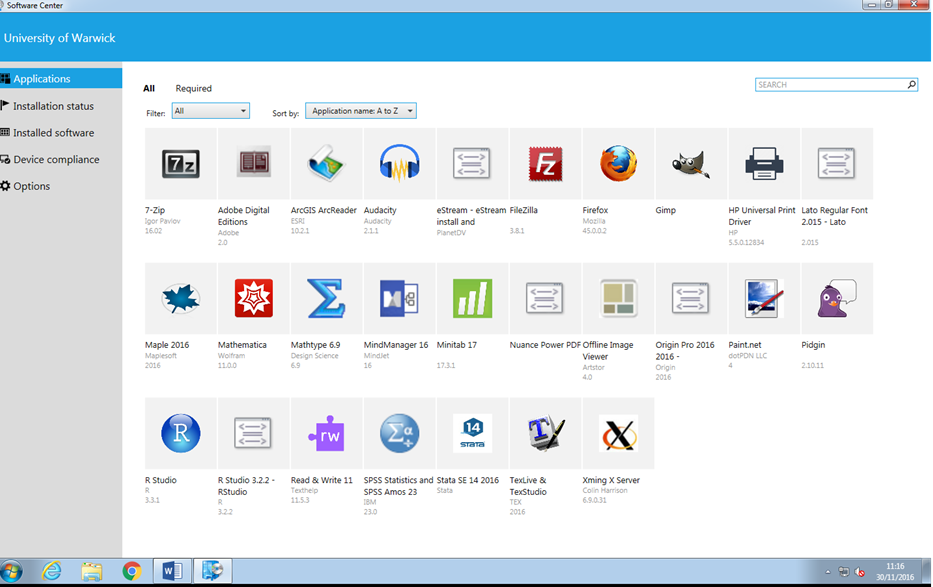 Software Center
University of Warwick
Applications
Installation status
Installed software
Device compliance
Options
All Required
SEARCH
Filter: All Sort by: Application name: A to Z
7z
Fz
7-Zip
Igor Pavlov
16.02
Adobe Digital
Editions
Adobe
2.0
ArcGIS ArcReader
ESRI
10.2.1
Audacity
Audacity
2.1.1
eStream - eStream
install and
PlanetDV
FileZilla
3.8.1
Firefox
Mozilla
45.0.0.2
Gimp
HP Universal Print
Driver
HP
5.5.0.12834
Lato Regular Font
2.015 - Lato
2.015
Maple 2016
Maplesoft
2016
Mathematica
Wolfram
11.0.0
Mathtype 6.9
Design Science
6.9
MindManager 16
MindJet
16
Minitab 17
17.3.1
Nuance Power PDF
Offline Image
Viewer
Artstor
4.0
Origin Pro 2016
2016 -
Origin
2016
Paint.net
dotPDN LLC
4
Pidgin
2.10.11
R
rw
Σα+
14
STATA
T
X
R Studio
R
3.3.1
R Studio 3.2.2 -
RStudio
R
3.2.2
Read & Write 11
Texthelp
11.5.3
SPSS Statistics and
SPSS Amos 23
IBM
23.0
Stata SE 14 2016
Stata
TexLive &
TexStudio
TEX
2016
Xming X Server
Colin Harrison
6.9.0.31
W
11:16
30/11/2016